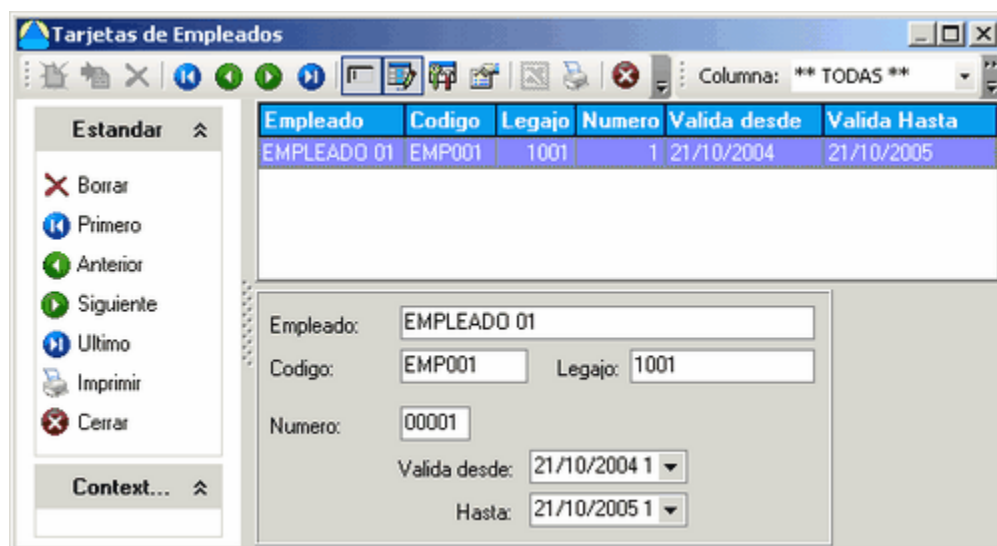 Tarjetas de Empleados
Columna: ** TODAS **
Estandar
Borrar
Primero
Anterior
Siguiente
Ultimo
Imprimir
Cerrar
Context...
Empleado Codigo Legajo Numero Valida desde Valida Hasta
EMPLEADO 01 EMP001 1001 1 21/10/2004 21/10/2005
Empleado: EMPLEADO 01
Codigo: EMP001 Legajo: 1001
Numero: 00001
Valida desde: 21/10/2004 1
Hasta: 21/10/2005 1